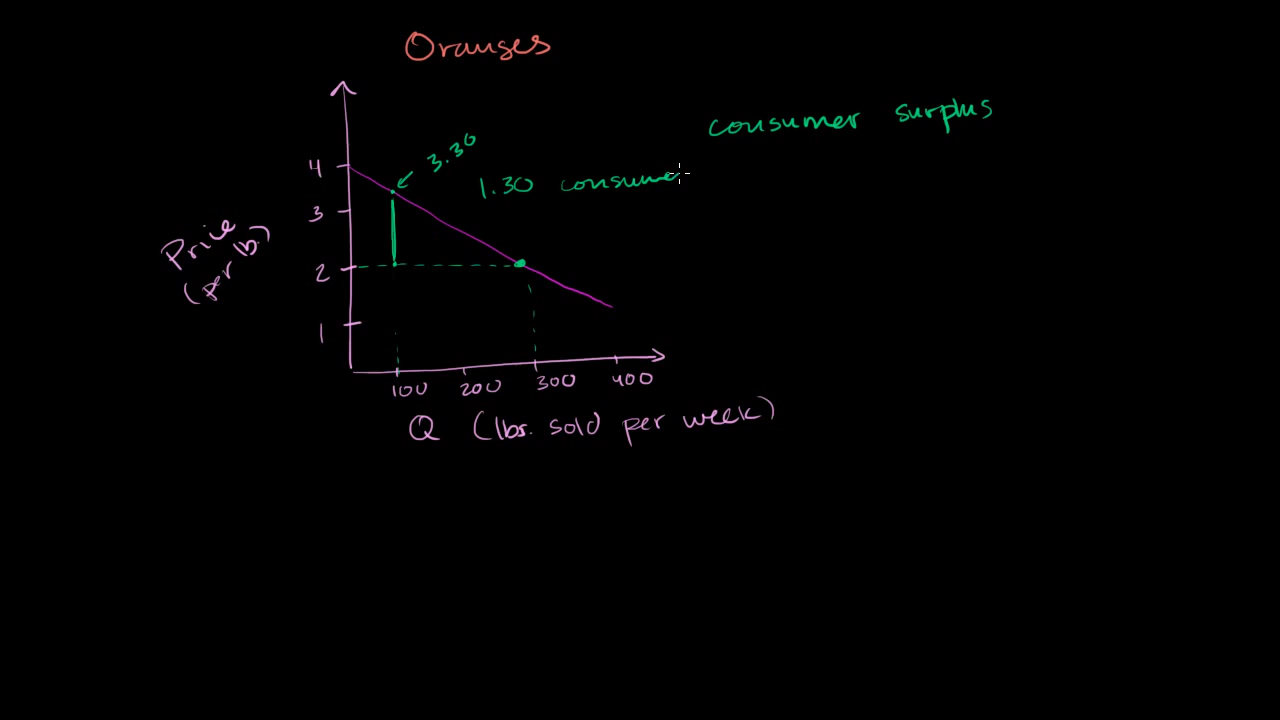 Oranges
consumer surplus
3.30
1.30 consumer
4
3
2
1
Price
(per lb.)
100 200 300 400
Q (lbs. sold per week)